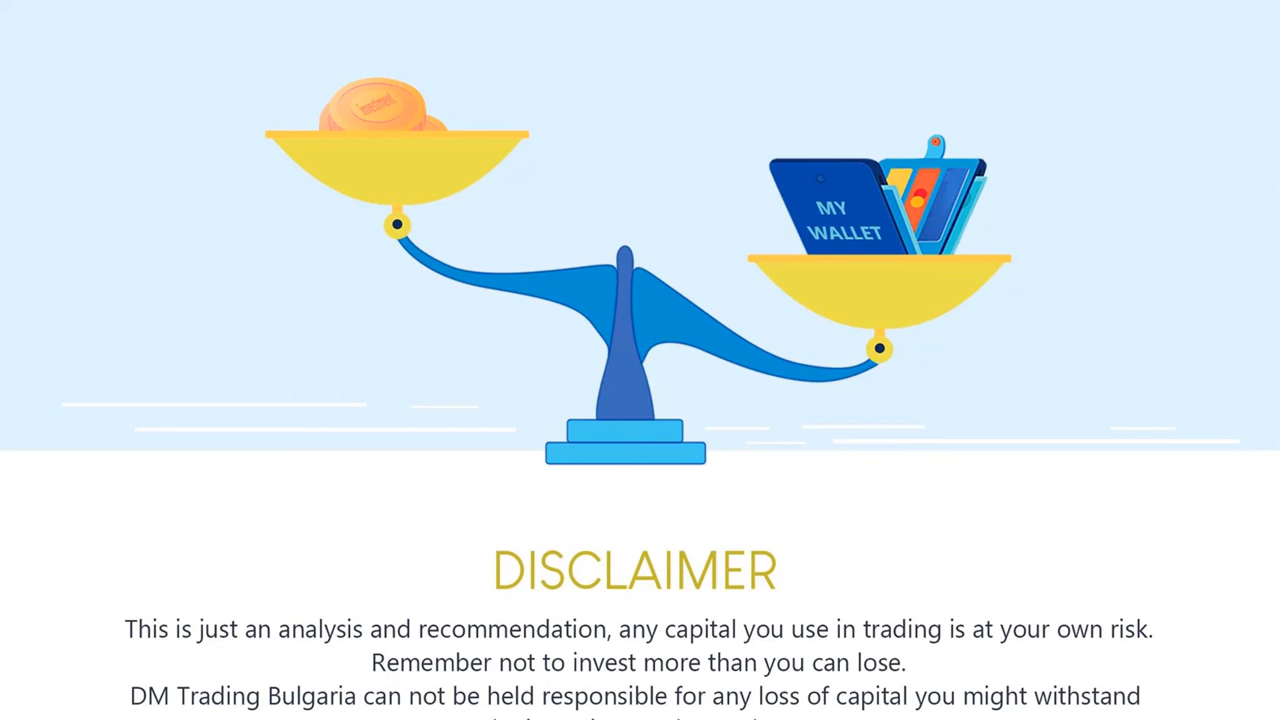 investment
MY
WALLET
DISCLAIMER
This is just an analysis and recommendation, any capital you use in trading is at your own risk.
Remember not to invest more than you can lose.
DM Trading Bulgaria can not be held responsible for any loss of capital you might withstand